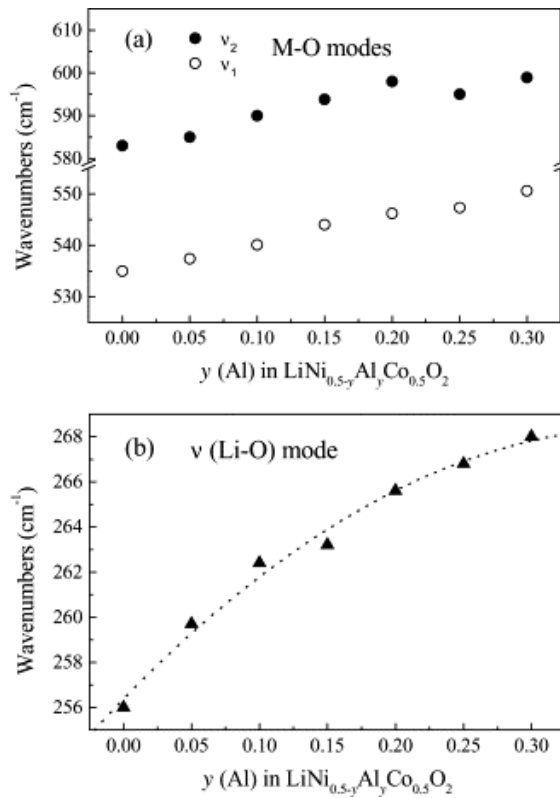 (a)
ν₂
ν₁
M-O modes
Wavenumbers (cm⁻¹)
600
590
580
550
540
530
0.00 0.05 0.10 0.15 0.20 0.25 0.30
y (Al) in LiNi₀.₅₋ᵧAlᵧCo₀.₅O₂
(b)
ν (Li-O) mode
Wavenumbers (cm⁻¹)
268
266
264
262
260
258
256
0.00 0.05 0.10 0.15 0.20 0.25 0.30
y (Al) in LiNi₀.₅₋ᵧAlᵧCo₀.₅O₂